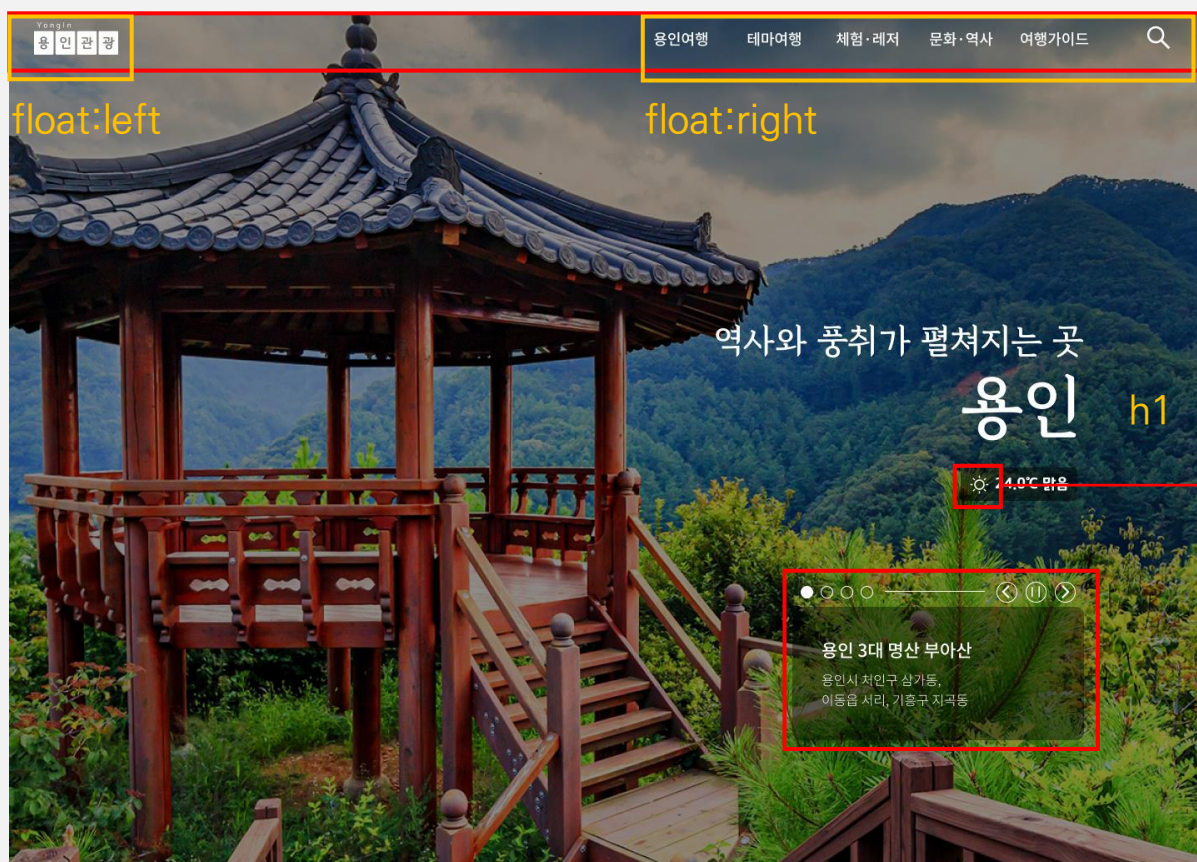 Yongin
용인관광
용인여행 테마여행 체험·레저 문화·역사 여행가이드
float:left
float:right
역사와 풍취가 펼쳐지는 곳
용인
h1
24.0℃ 맑음
용인 3대 명산 부아산
용인시 처인구 삼가동,
이동읍 서리, 기흥구 지곡동